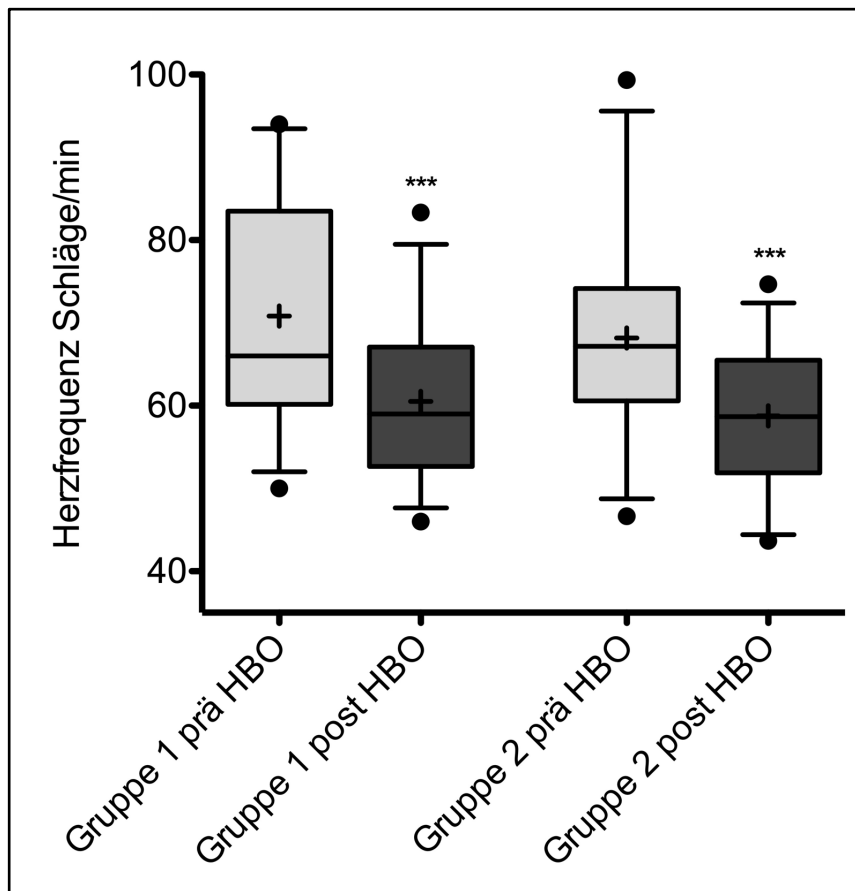 Herzfrequenz Schläge/min
100
80
60
40
***
***
Gruppe 1 prä HBO
Gruppe 1 post HBO
Gruppe 2 prä HBO
Gruppe 2 post HBO